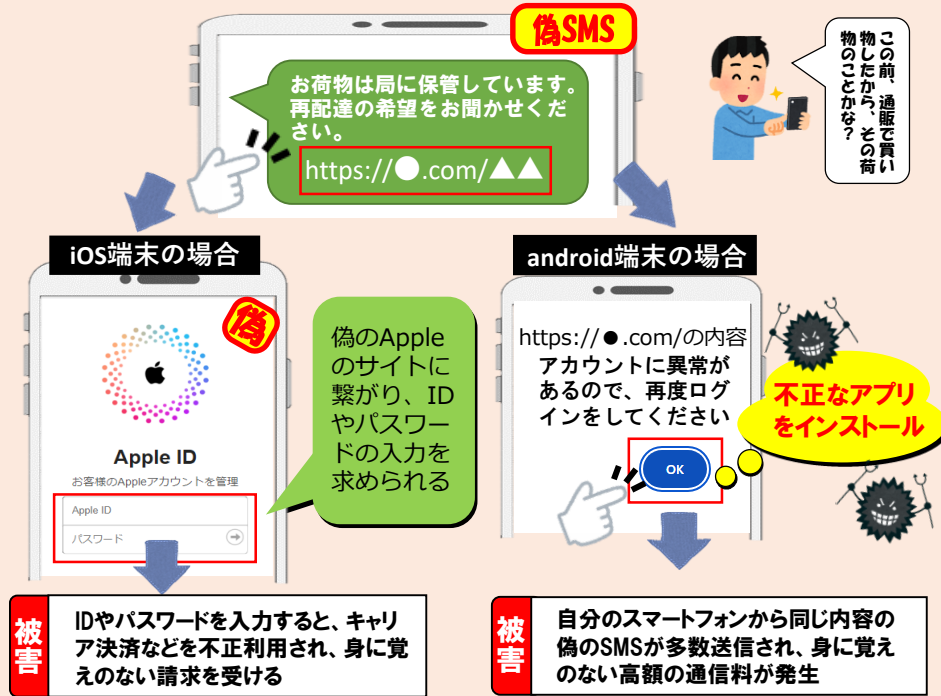 偽SMS
お荷物は局に保管しています。
再配達の希望をお聞かせくだ
さい。
https://●.com/▲▲
この前、通販で買い
物したから、その荷
物のことかな？
iOS端末の場合
偽
Apple ID
お客様のAppleアカウントを管理
Apple ID
パスワード
偽のApple
のサイトに
繋がり、ID
やパスワー
ドの入力を
求められる
被害
IDやパスワードを入力すると、キャリ
ア決済などを不正利用され、身に覚
えのない請求を受ける
android端末の場合
https://●.com/の内容
アカウントに異常が
あるので、再度ログ
インをしてください
OK
不正なアプリ
をインストール
被害
自分のスマートフォンから同じ内容の
偽のSMSが多数送信され、身に覚え
のない高額の通信料が発生